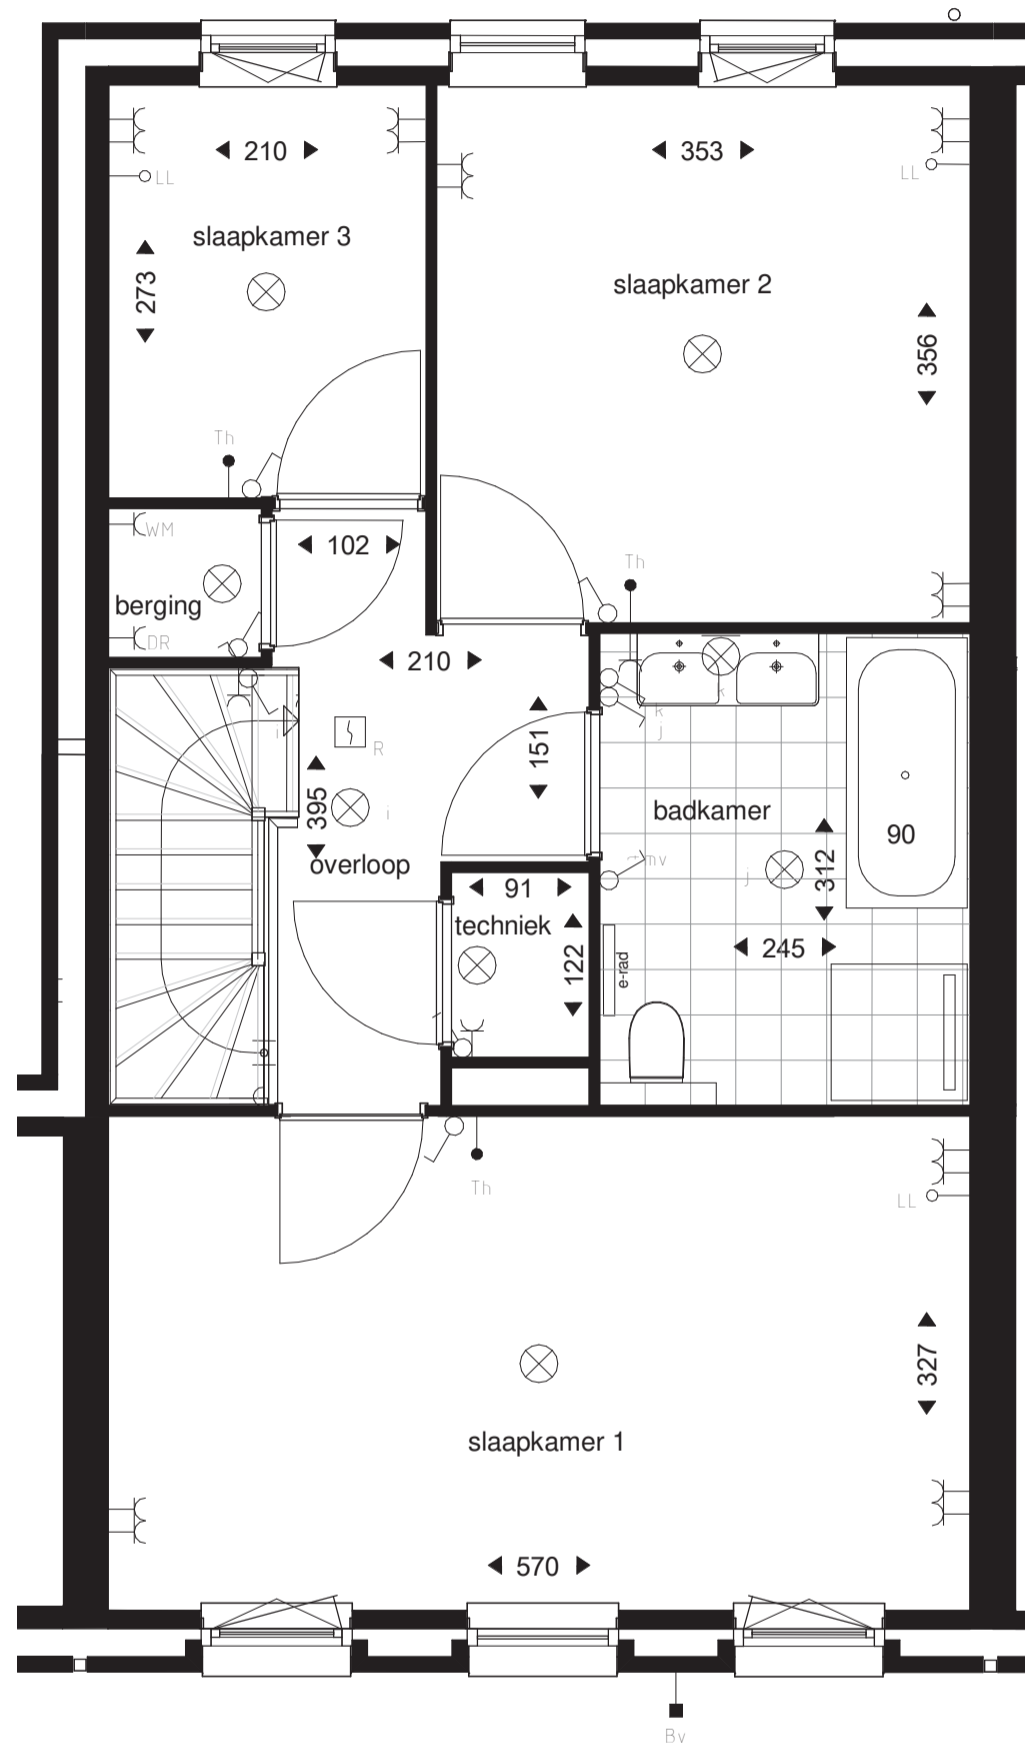 210
353
LL
LL
slaapkamer 3
273
slaapkamer 2
356
Th
WM
102
Th
berging
DR
210
k
k
j
i
R
151
395
i
badkamer
90
overloop
mv
j
312
91
techniek
122
245
e-rad
Th
LL
327
slaapkamer 1
570
Bv